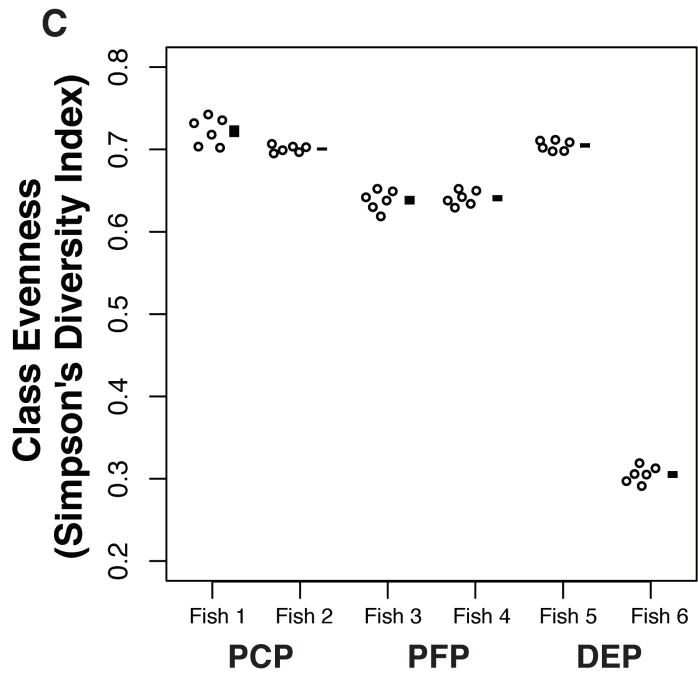 C
Class Evenness
(Simpson's Diversity Index)
0.8
0.7
0.6
0.5
0.4
0.3
0.2
Fish 1 Fish 2 Fish 3 Fish 4 Fish 5 Fish 6
PCP PFP DEP